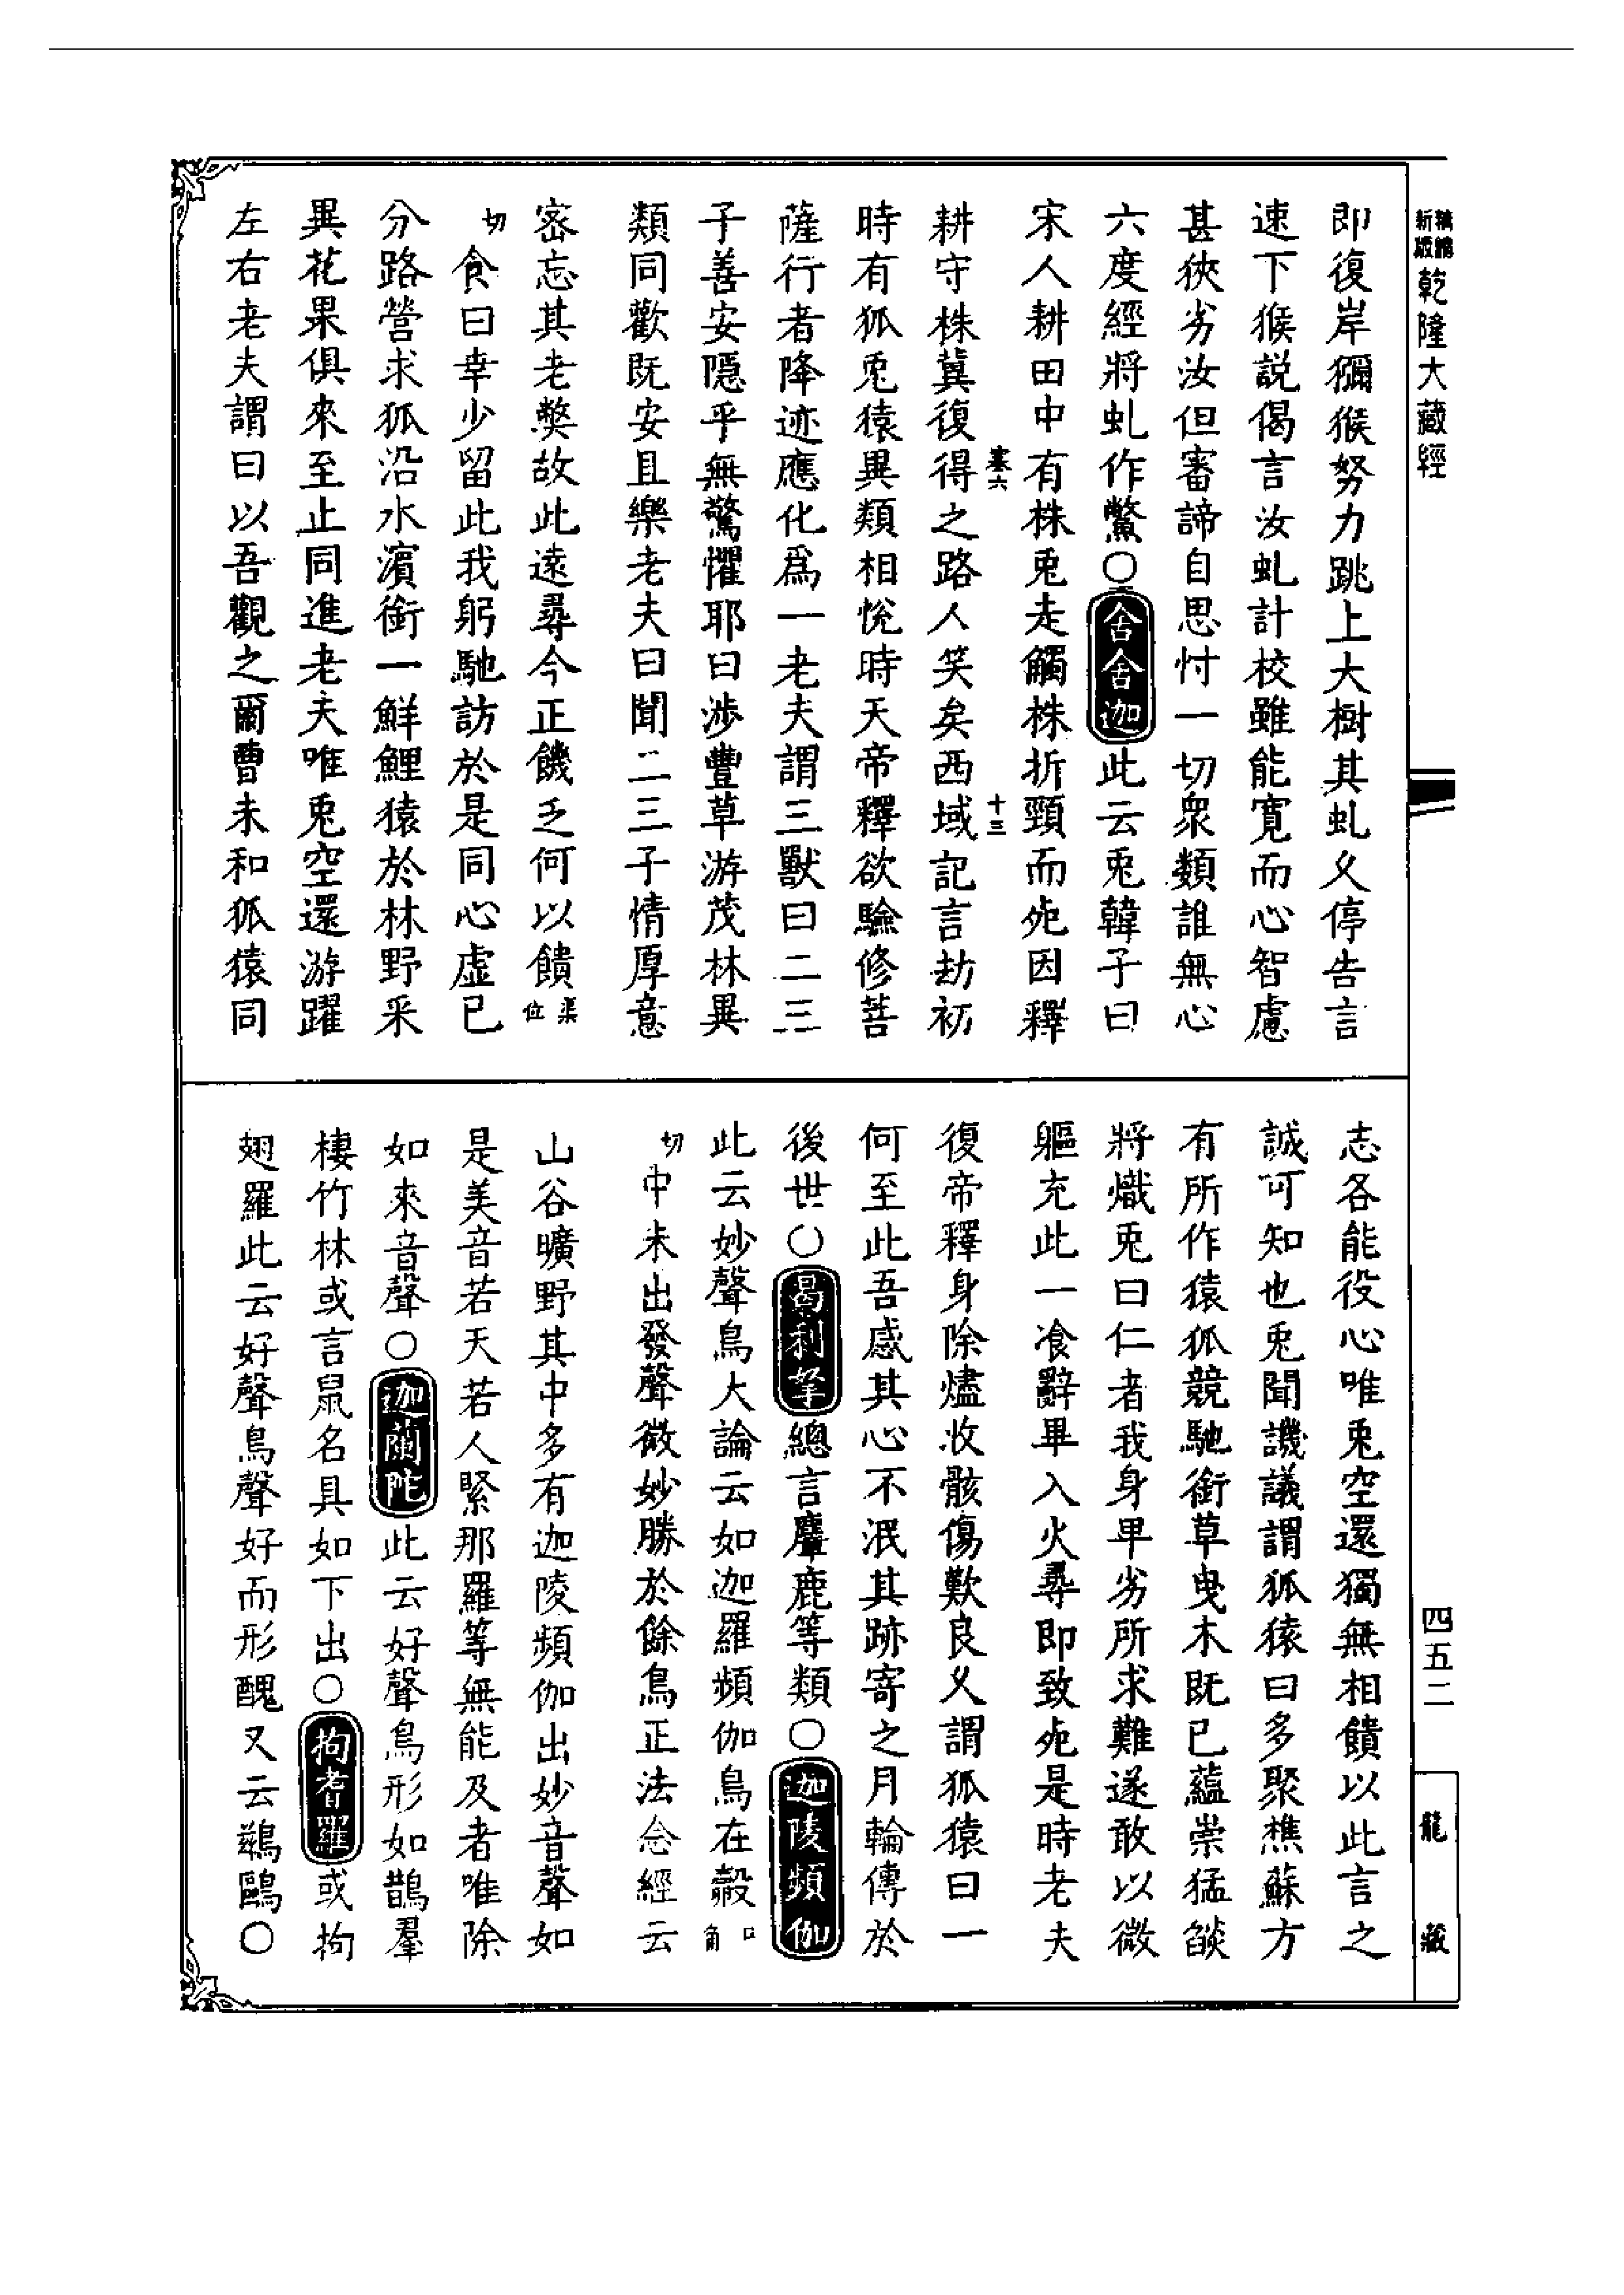 新版精縮乾隆大藏經
即復岸獼猴努力跳上大樹其虬乂停告言
速下猴説偈言汝虬計校雖能寛而心智慮
甚狹劣汝但審諦自思忖一切衆類誰無心
六度經將虬作鱉○舍舍迦此云兎韓子曰
宋人耕田中有株兎走觸株折頸而死因釋
耕守株冀復得之路人笑矣西域記言劫初
塞六 十三
時有狐兎猿異類相悅時天帝釋欲驗修菩
薩行者降迹應化爲一老夫謂三獸曰二三
子善安隱乎無驚懼耶曰涉豐草游茂林異
類同歡既安且樂老夫曰聞二三子情厚意
密忘其老弊故此遠尋今正饑乏何以饋渠位
切食曰幸少留此我躬馳訪於是同心虛已
分路營求狐沿水濱銜一鮮鯉猿於林野采
異花果俱來至止同進老夫唯兎空還游躍
左右老夫謂曰以吾觀之爾曹未和狐猿同
志各能役心唯兎空還獨無相饋以此言之
誠可知也兎聞譏議謂狐猿曰多聚樵蘇方
有所作猿狐競馳銜草曳木既已蘊崇猛燄
將熾兎曰仁者我身卑劣所求難遂敢以微
軀充此一飡辭畢入火尋即致死是時老夫
復帝釋身除燼收骸傷歎良乂謂狐猿曰一
何至此吾感其心不泯其跡寄之月輪傳於
後世○曷利拏總言麞鹿等類○迦陵頻伽
此云妙聲鳥大論云如迦羅頻伽鳥在㲉口角
切中未出發聲微妙勝於餘鳥正法念經云
山谷曠野其中多有迦陵頻伽出妙音聲如
是美音若天若人緊那羅等無能及者唯除
如來音聲○迦蘭陀此云好聲鳥形如鵲羣
棲竹林或言鼠名具如下出○拘耆羅或拘
翅羅此云好聲鳥聲好而形醜又云鷭鷗○
四五二
龍藏